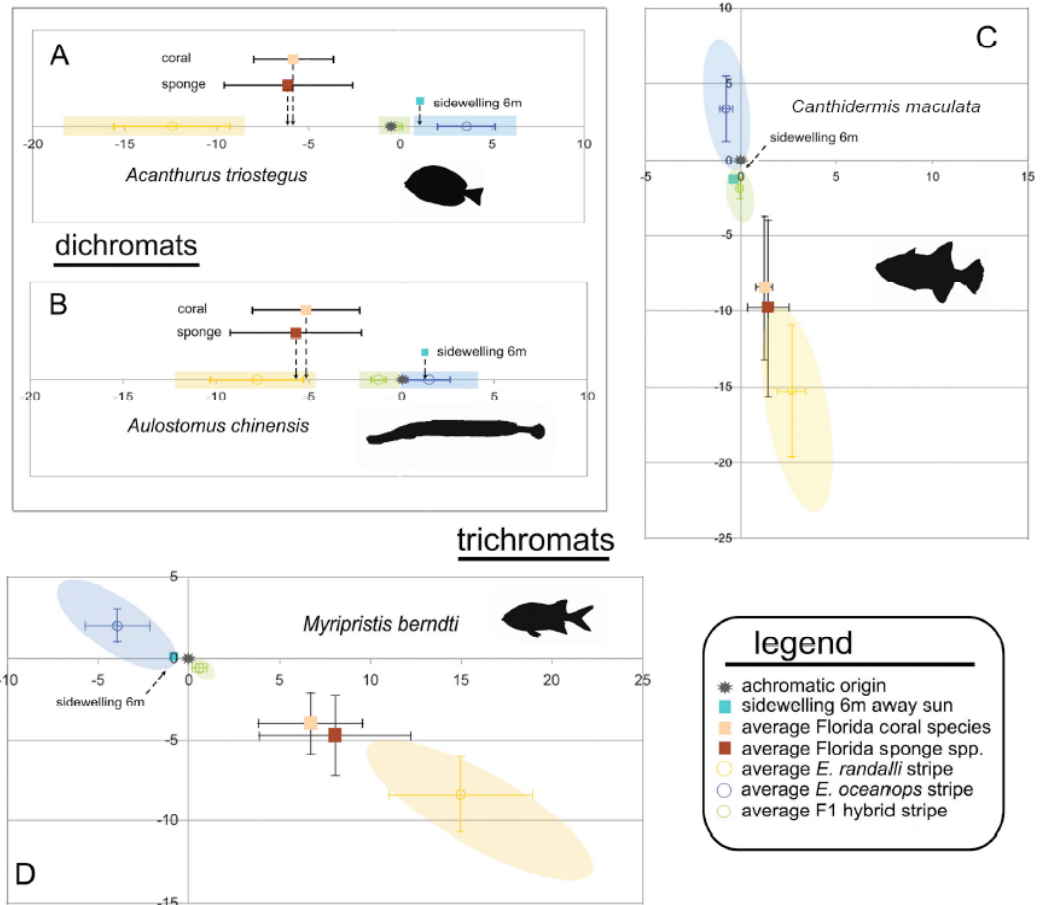 A
coral
sponge
sidewelling 6m
-20
-15
-10
-5
0
5
10
Acanthurus triostegus
dichromats
B
coral
sponge
sidewelling 6m
-20
-15
-10
-5
0
5
10
Aulostomus chinensis
C
10
5
0
-5
0
5
10
15
-5
-10
-15
-20
-25
Canthidermis maculata
sidewelling 6m
trichromats
5
Myripristis berndti
0
-10
-5
0
5
10
15
20
25
sidewelling 6m
-5
-10
-15
D
legend
achromatic origin
sidewelling 6m away sun
average Florida coral species
average Florida sponge spp.
average E. randalli stripe
average E. oceanops stripe
average F1 hybrid stripe